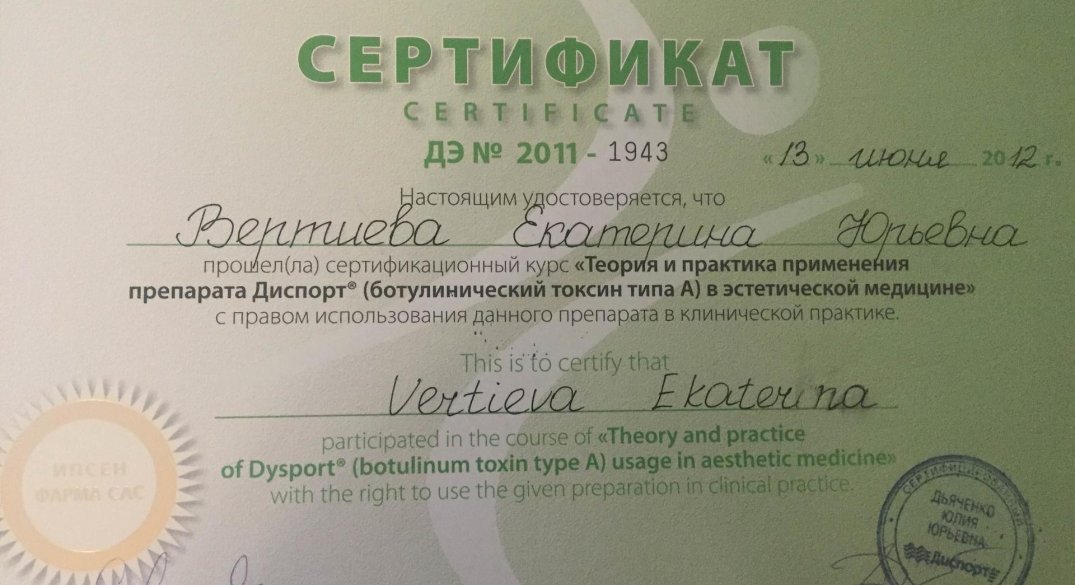 СЕРТИФИКАТ
CERTIFICATE
ДЭ № 2011 - 1943 «13» июня 2012 г.
Настоящим удостоверяется, что
Вертиева Екатерина Юрьевна
прошел(ла) сертификационный курс «Теория и практика применения
препарата Диспорт® (ботулинический токсин типа А) в эстетической медицине»
с правом использования данного препарата в клинической практике.
This is to certify that
Vertieva Ekaterina
participated in the course of «Theory and practice
of Dysport® (botulinum toxin type A) usage in aesthetic medicine»
with the right to use the given preparation in clinical practice.
ИПСЕН
ФАРМА САС
СЕРТИФИЦИРОВАННЫЙ
ДЬЯЧЕНКО
ЮЛИЯ
ЮРЬЕВНА
Диспорт